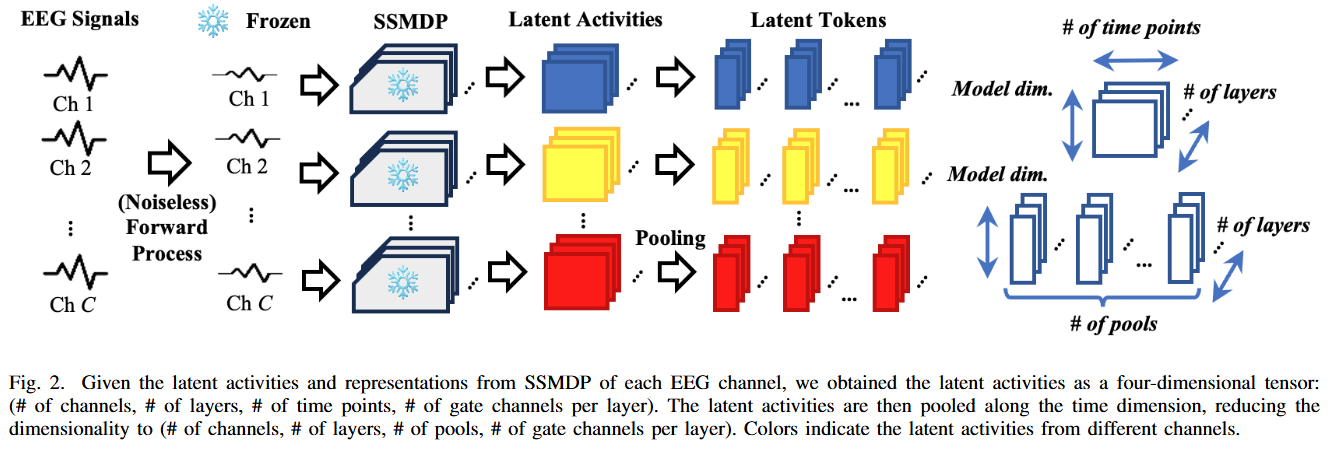 EEG Signals
Frozen
SSMDP
Latent Activities
Latent Tokens
# of time points
Ch 1
Ch 1
...
Model dim.
# of layers
Ch 2
Ch 2
...
Model dim.
(Noiseless)
Forward
Process
Pooling
# of layers
Ch C
Ch C
...
...
# of pools
Fig. 2. Given the latent activities and representations from SSMDP of each EEG channel, we obtained the latent activities as a four-dimensional tensor:
(# of channels, # of layers, # of time points, # of gate channels per layer). The latent activities are then pooled along the time dimension, reducing the
dimensionality to (# of channels, # of layers, # of pools, # of gate channels per layer). Colors indicate the latent activities from different channels.